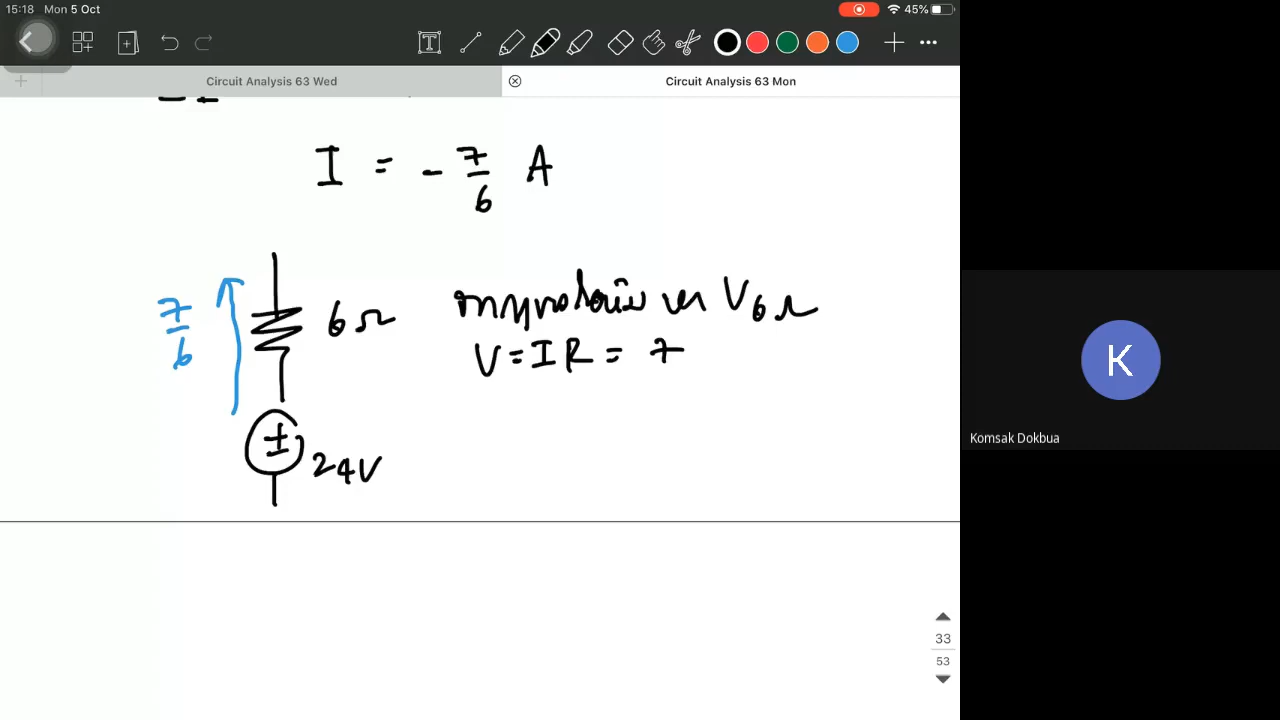 15:18 Mon 5 Oct
45%
Circuit Analysis 63 Wed
Circuit Analysis 63 Mon
I = - 7/6 A
7/6
6Ω
V6Ω
V = IR = 7
24V
Komsak Dokbua
K
33
53